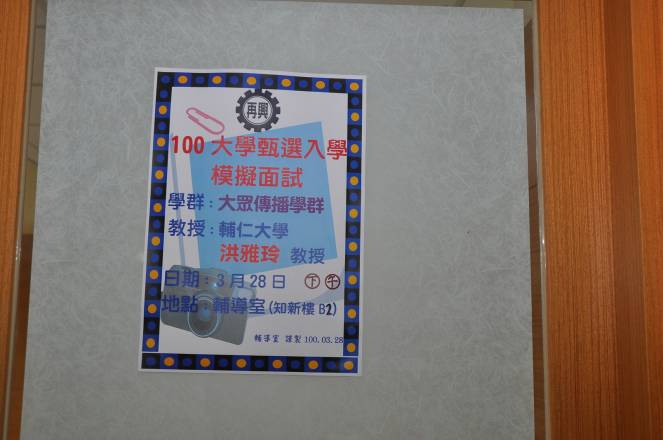 再興
100 大學甄選入學
模擬面試
學群：大眾傳播學群
教授：輔仁大學
洪雅玲 教授
日期：3月28日 下午
地點：輔導室(知新樓 B2)
輔導室 謹製 100.03.28